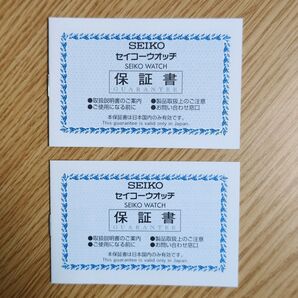 SEIKO
セイコーウオッチ
SEIKO WATCH
保証書
GUARANTEE
●取扱説明書のご案内 ●製品取扱上のご注意
●ご使用になる前に ●お問い合わせ窓口
本保証書は日本国内のみ有効です。
This guarantee is valid only in Japan.
SEIKO
セイコーウオッチ
SEIKO WATCH
保証書
GUARANTEE
●取扱説明書のご案内 ●製品取扱上のご注意
●ご使用になる前に ●お問い合わせ窓口
本保証書は日本国内のみ有効です。
This guarantee is valid only in Japan.